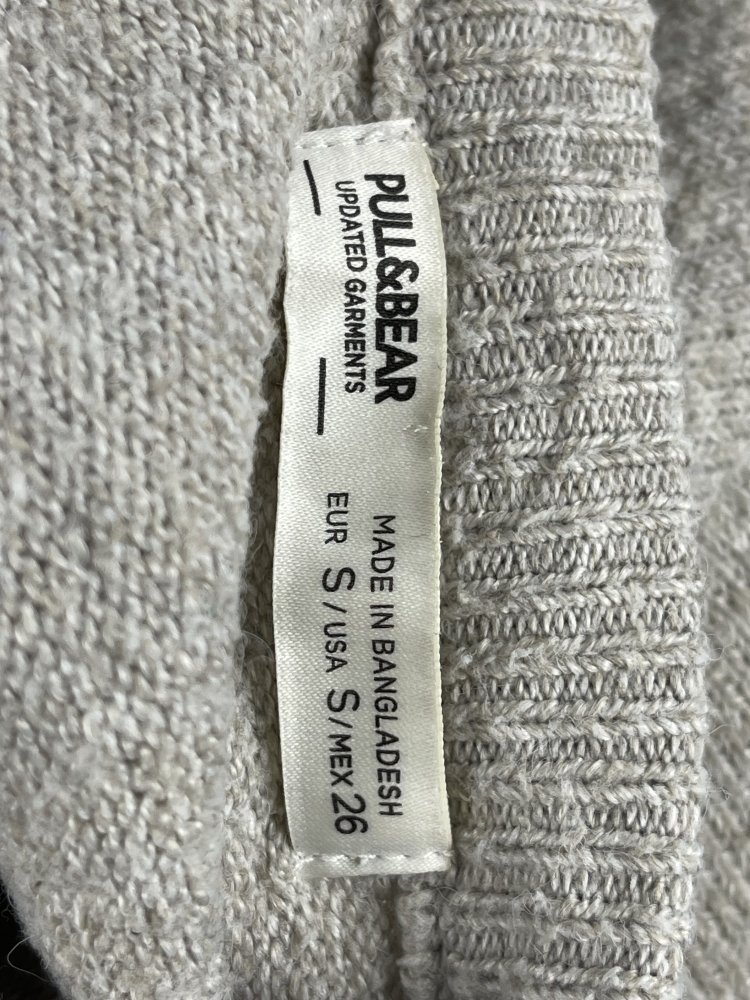 PULL&BEAR
UPDATED GARMENTS
MADE IN BANGLADESH
EUR S / USA S / MEX 26